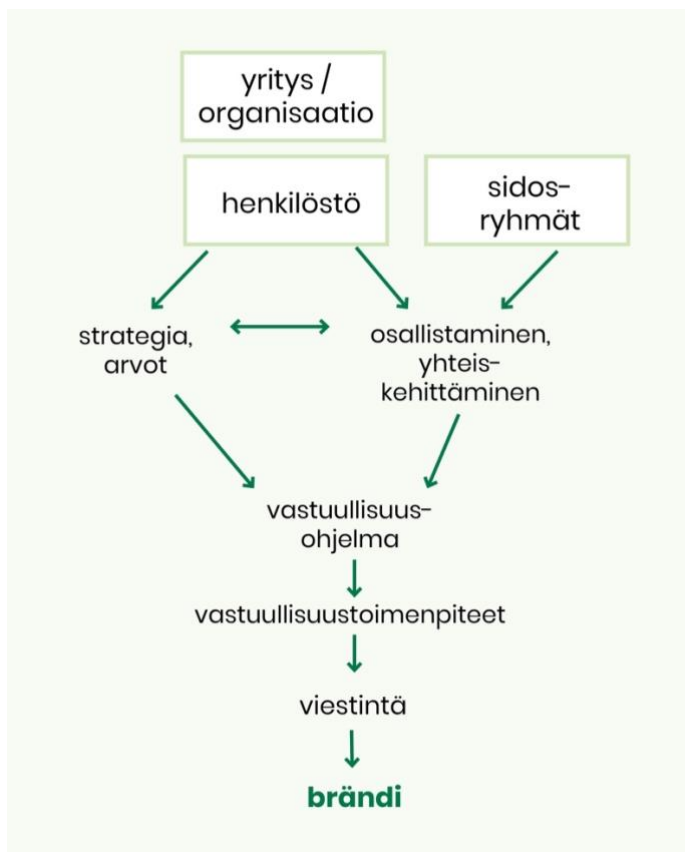 yritys /
organisaatio
henkilöstö
sidos-
ryhmät
strategia,
arvot
osallistaminen,
yhteis-
kehittäminen
vastuullisuus-
ohjelma
vastuullisuustoimenpiteet
viestintä
brändi